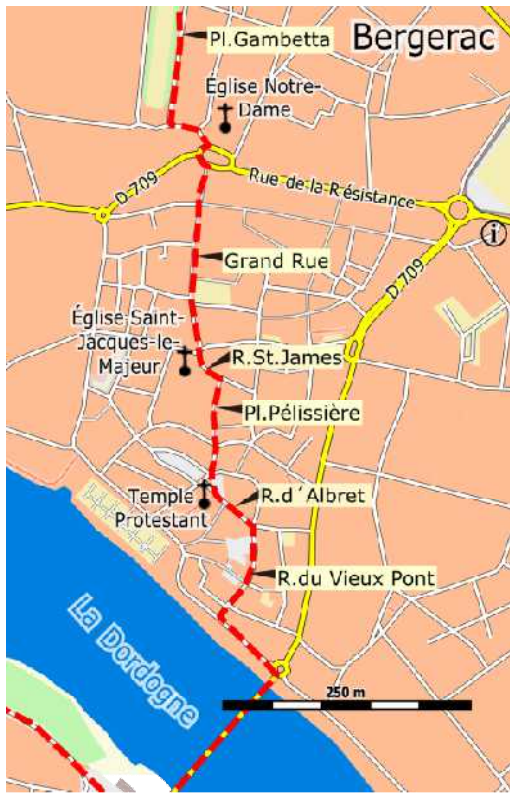 Pl.Gambetta
Bergerac
Église Notre-
Dame
D 709
Rue de la Résistance
i
Grand Rue
D 709
Église Saint-
Jacques-le-
Majeur
R.St.James
Pl.Pélissière
Temple
Protestant
R.d´Albret
R.du Vieux Pont
La Dordogne
250 m